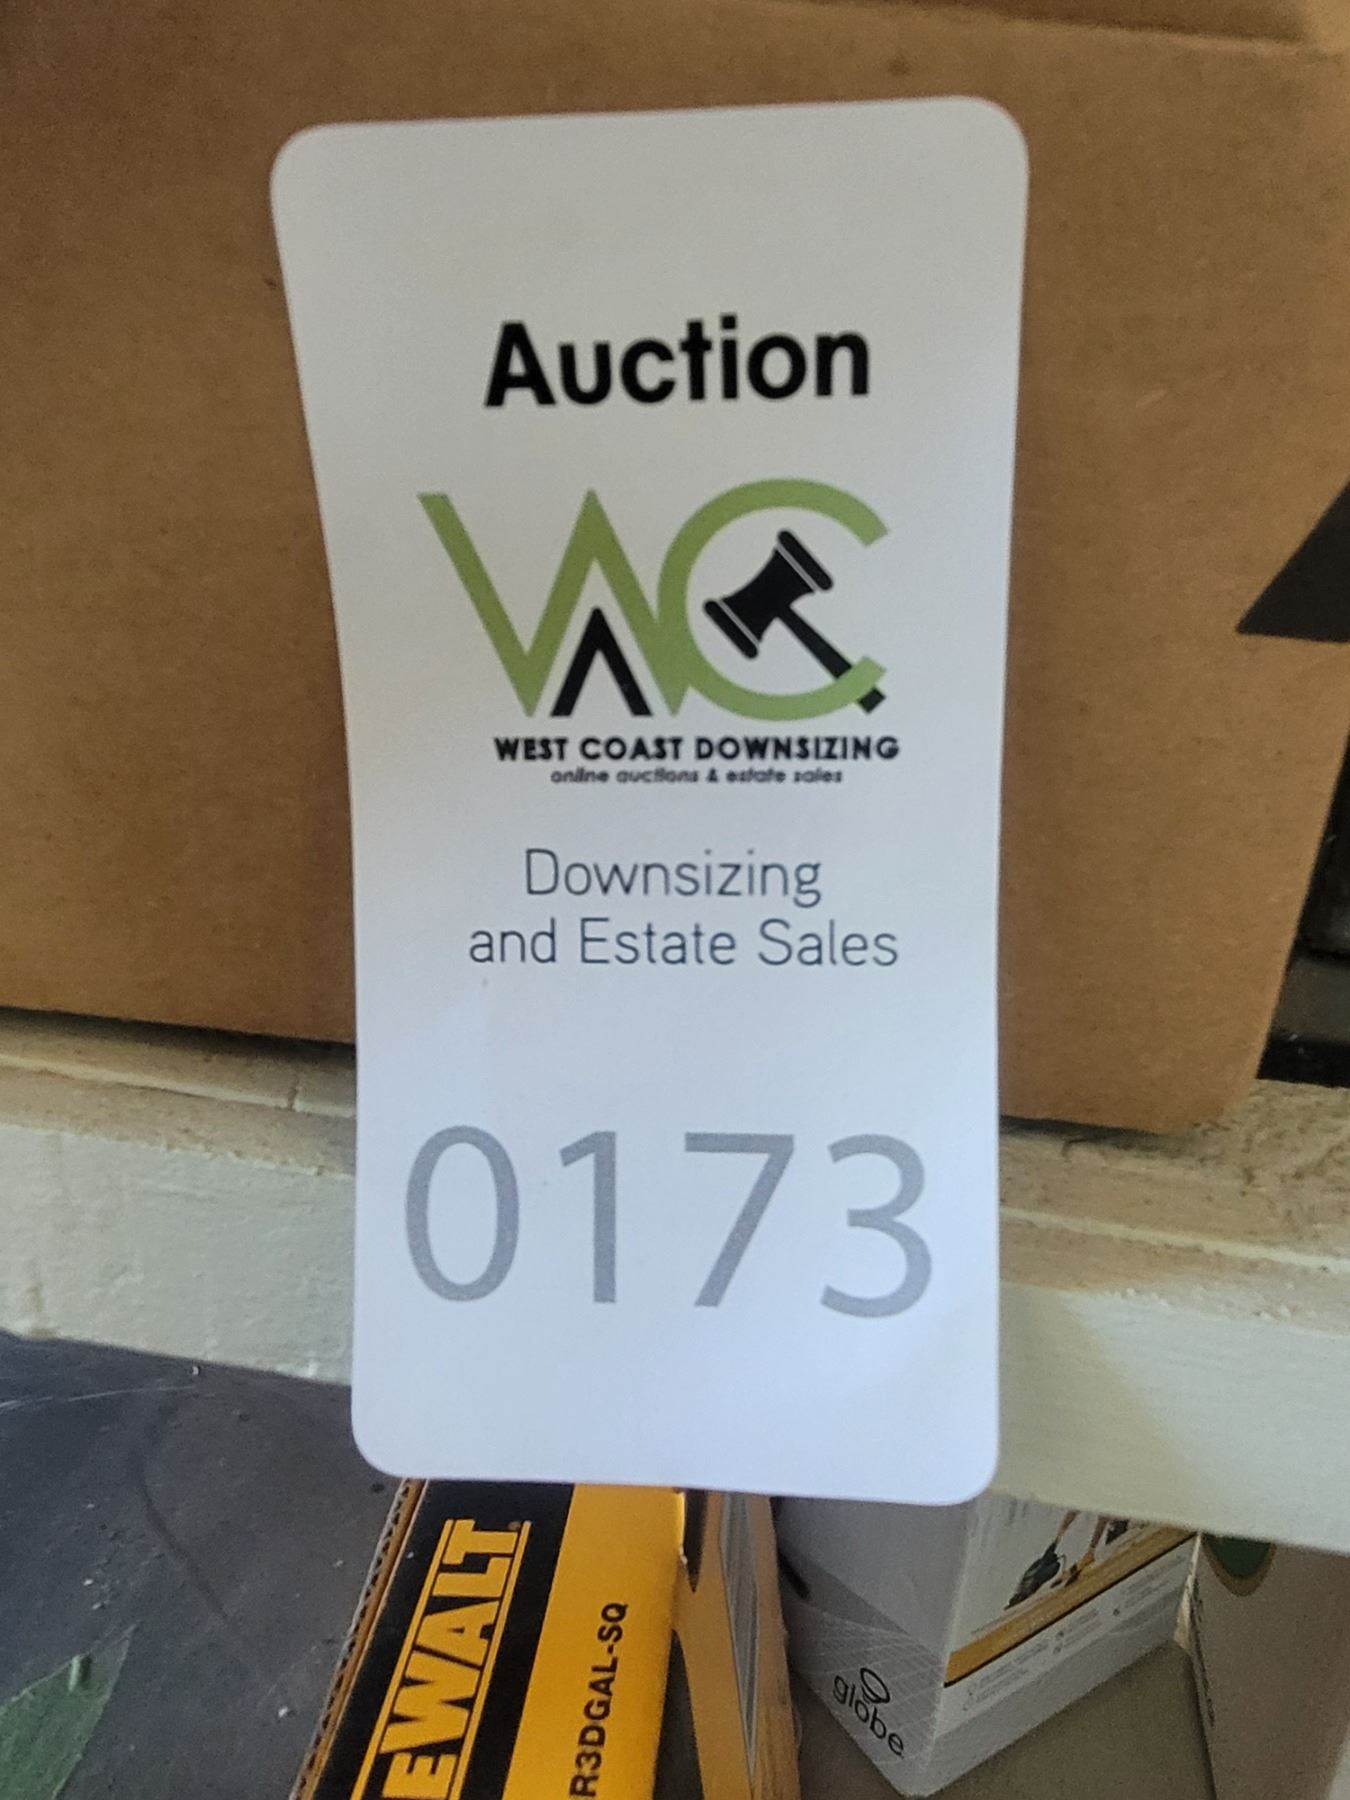 Auction
WC
WEST COAST DOWNSIZING
online auctions & estate sales
Downsizing
and Estate Sales
0173
EWALT
R3DGAL-SQ
globe